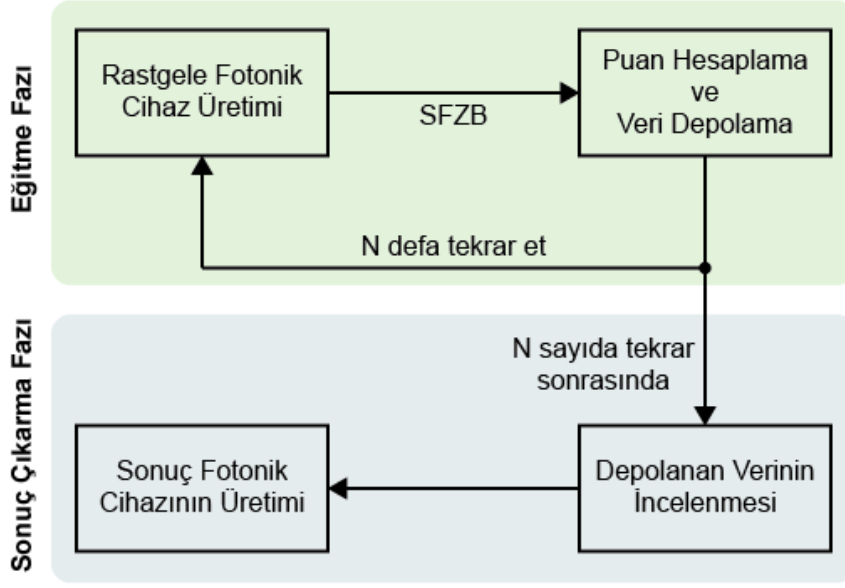 Eğitme Fazı
Rastgele Fotonik
Cihaz Üretimi
SFZB
Puan Hesaplama
ve
Veri Depolama
N defa tekrar et
Sonuç Çıkarma Fazı
N sayıda tekrar
sonrasında
Sonuç Fotonik
Cihazının Üretimi
Depolanan Verinin
İncelenmesi